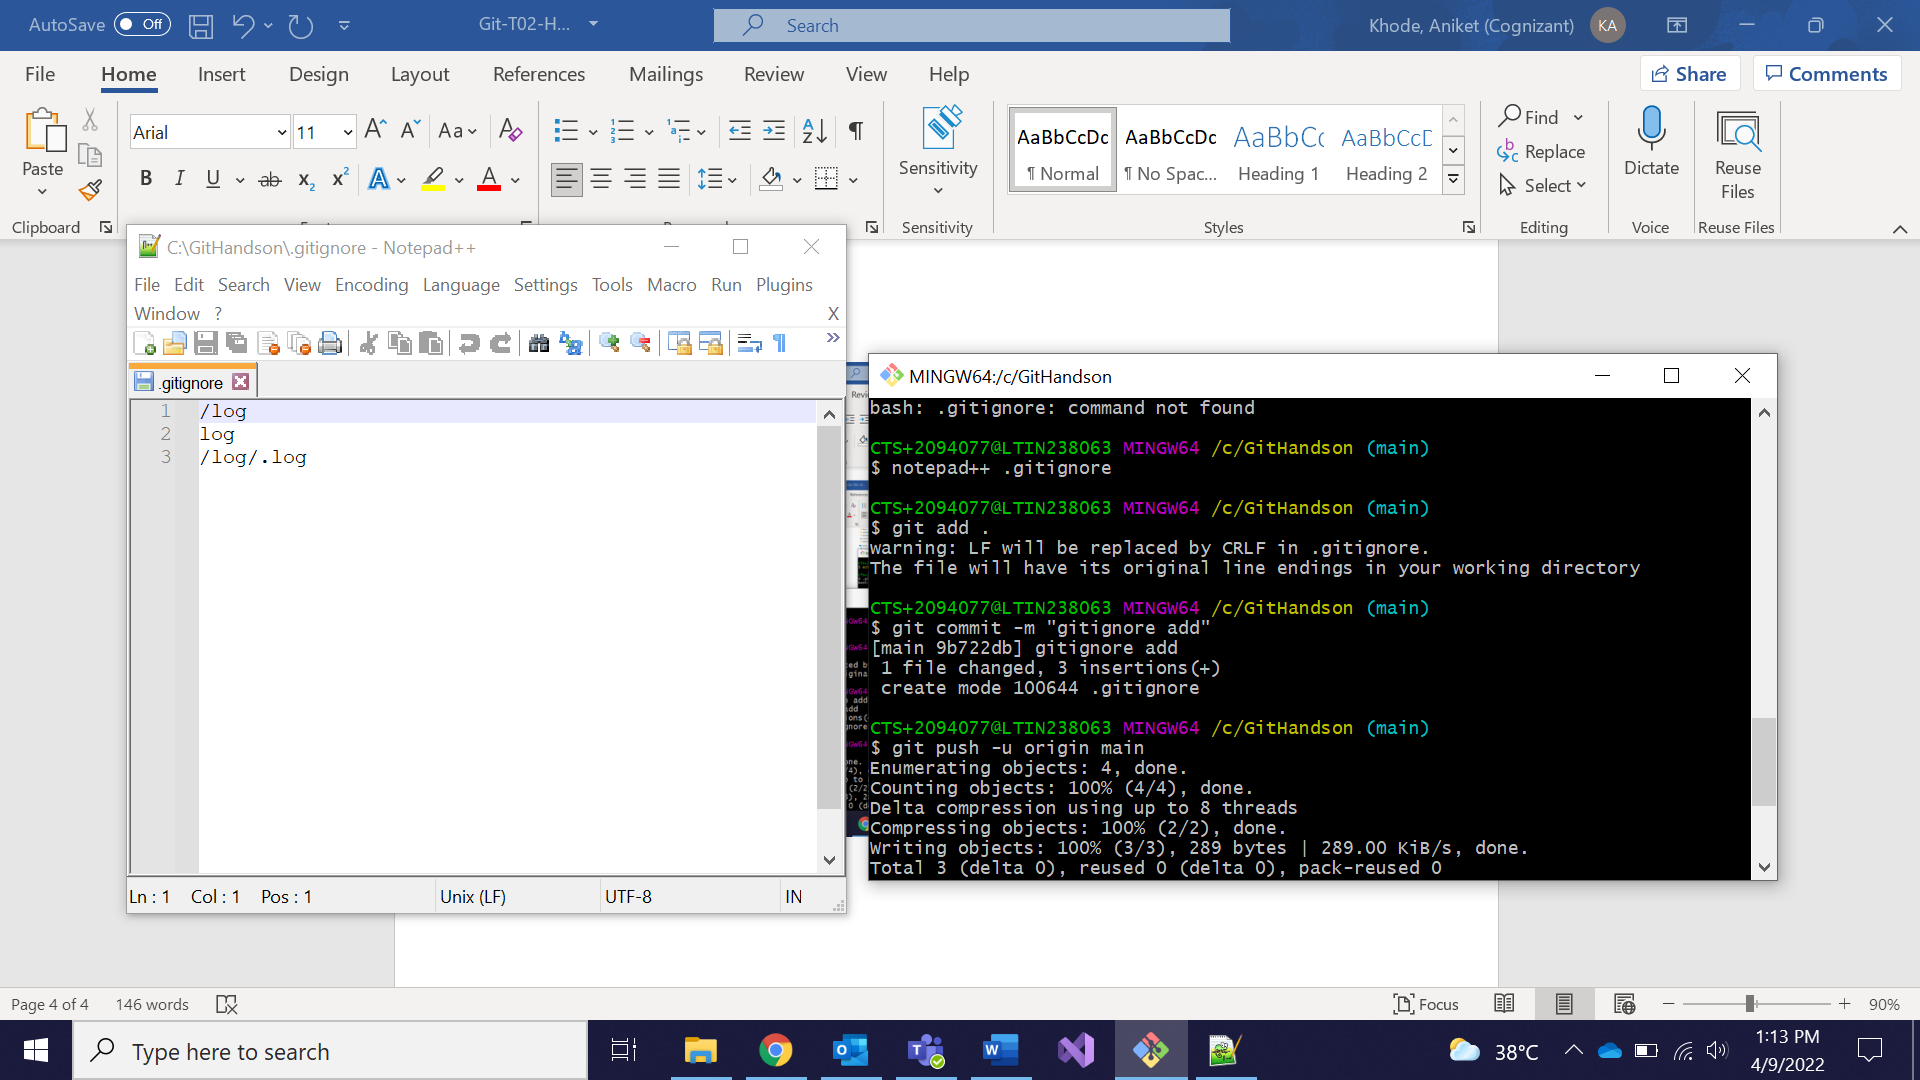 AutoSave Off
Git-T02-H...
Search
Khode, Aniket (Cognizant) KA
File Home Insert Design Layout References Mailings Review View Help
Share Comments
Arial 11 Aa
Paste
B I U ab x₂ x² A A
Sensitivity
AaBbCcDc AaBbCcDc AaBbCc AaBbCcD
¶ Normal ¶ No Spac... Heading 1 Heading 2
Find
Replace
Select
Dictate
Reuse
Files
Clipboard Sensitivity Styles Editing Voice Reuse Files
C:\GitHandson\.gitignore - Notepad++
File Edit Search View Encoding Language Settings Tools Macro Run Plugins
Window ? X
.gitignore
1 /log
2 log
3 /log/.log
Ln : 1 Col : 1 Pos : 1 Unix (LF) UTF-8 IN
MINGW64:/c/GitHandson
bash: .gitignore: command not found
CTS+2094077@LTIN238063 MINGW64 /c/GitHandson (main)
$ notepad++ .gitignore
CTS+2094077@LTIN238063 MINGW64 /c/GitHandson (main)
$ git add .
warning: LF will be replaced by CRLF in .gitignore.
The file will have its original line endings in your working directory
CTS+2094077@LTIN238063 MINGW64 /c/GitHandson (main)
$ git commit -m "gitignore add"
[main 9b722db] gitignore add
1 file changed, 3 insertions(+)
create mode 100644 .gitignore
CTS+2094077@LTIN238063 MINGW64 /c/GitHandson (main)
$ git push -u origin main
Enumerating objects: 4, done.
Counting objects: 100% (4/4), done.
Delta compression using up to 8 threads
Compressing objects: 100% (2/2), done.
Writing objects: 100% (3/3), 289 bytes | 289.00 KiB/s, done.
Total 3 (delta 0), reused 0 (delta 0), pack-reused 0
Page 4 of 4 146 words Focus 90%
Type here to search
38°C
1:13 PM
4/9/2022